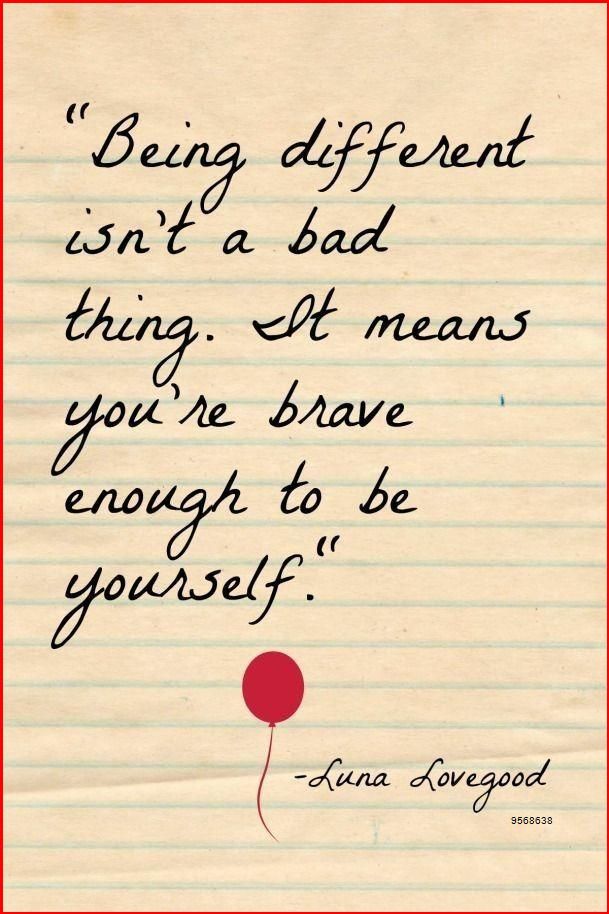 “Being different
isn't a bad
thing. It means
you're brave
enough to be
yourself.“
-Luna Lovegood
9568638